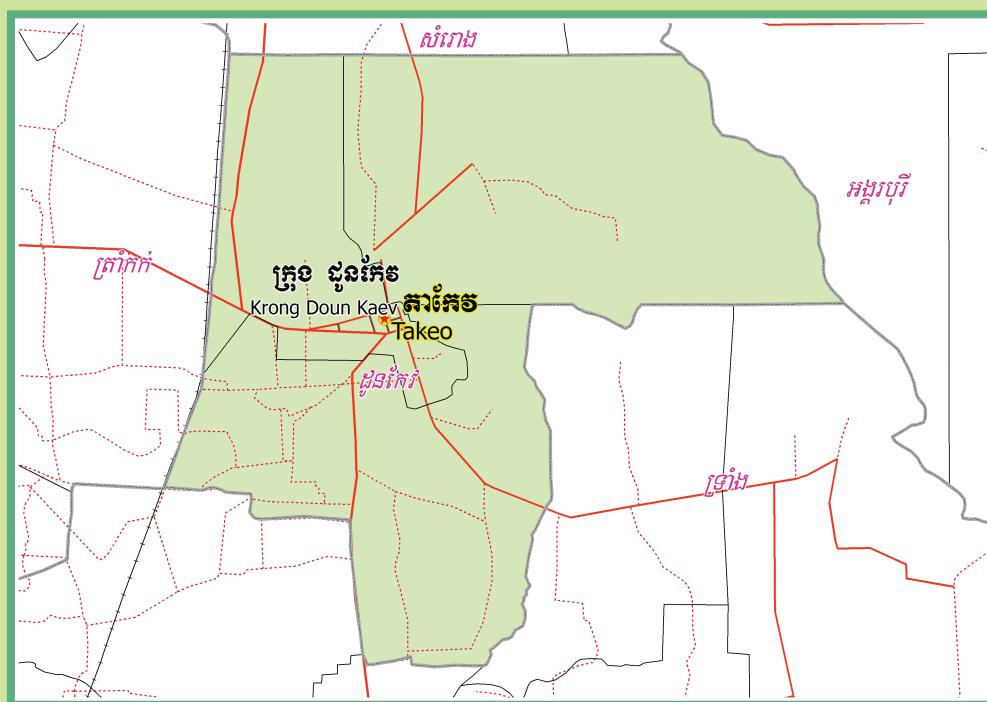 សំរោង
អង្គរបុរី
ត្រាំកក់
ក្រុង ដូនកែវ
Krong Doun Kaev
តាកែវ
Takeo
ដូនកែវ
ទ្រាំង